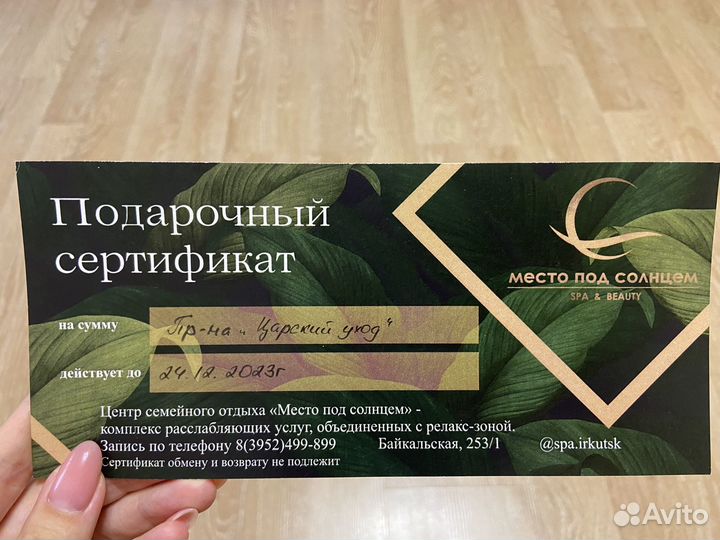 Подарочный
сертификат
место под солнцем
SPA & BEAUTY
на сумму Пр-ма „Царский уход"
действует до 24.12.2023г
Центр семейного отдыха «Место под солнцем» -
комплекс расслабляющих услуг, объединенных с релакс-зоной.
Запись по телефону 8(3952)499-899 Байкальская, 253/1 @spa.irkutsk
Сертификат обмену и возврату не подлежит
Avito